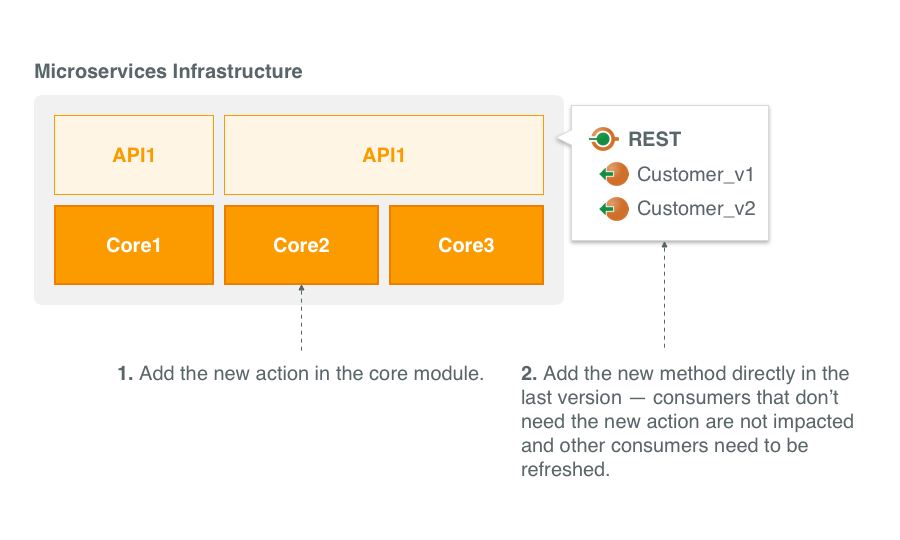 Microservices Infrastructure
API1
API1
Core1
Core2
Core3
REST
Customer_v1
Customer_v2
1. Add the new action in the core module.
2. Add the new method directly in the
last version — consumers that don’t
need the new action are not impacted
and other consumers need to be
refreshed.